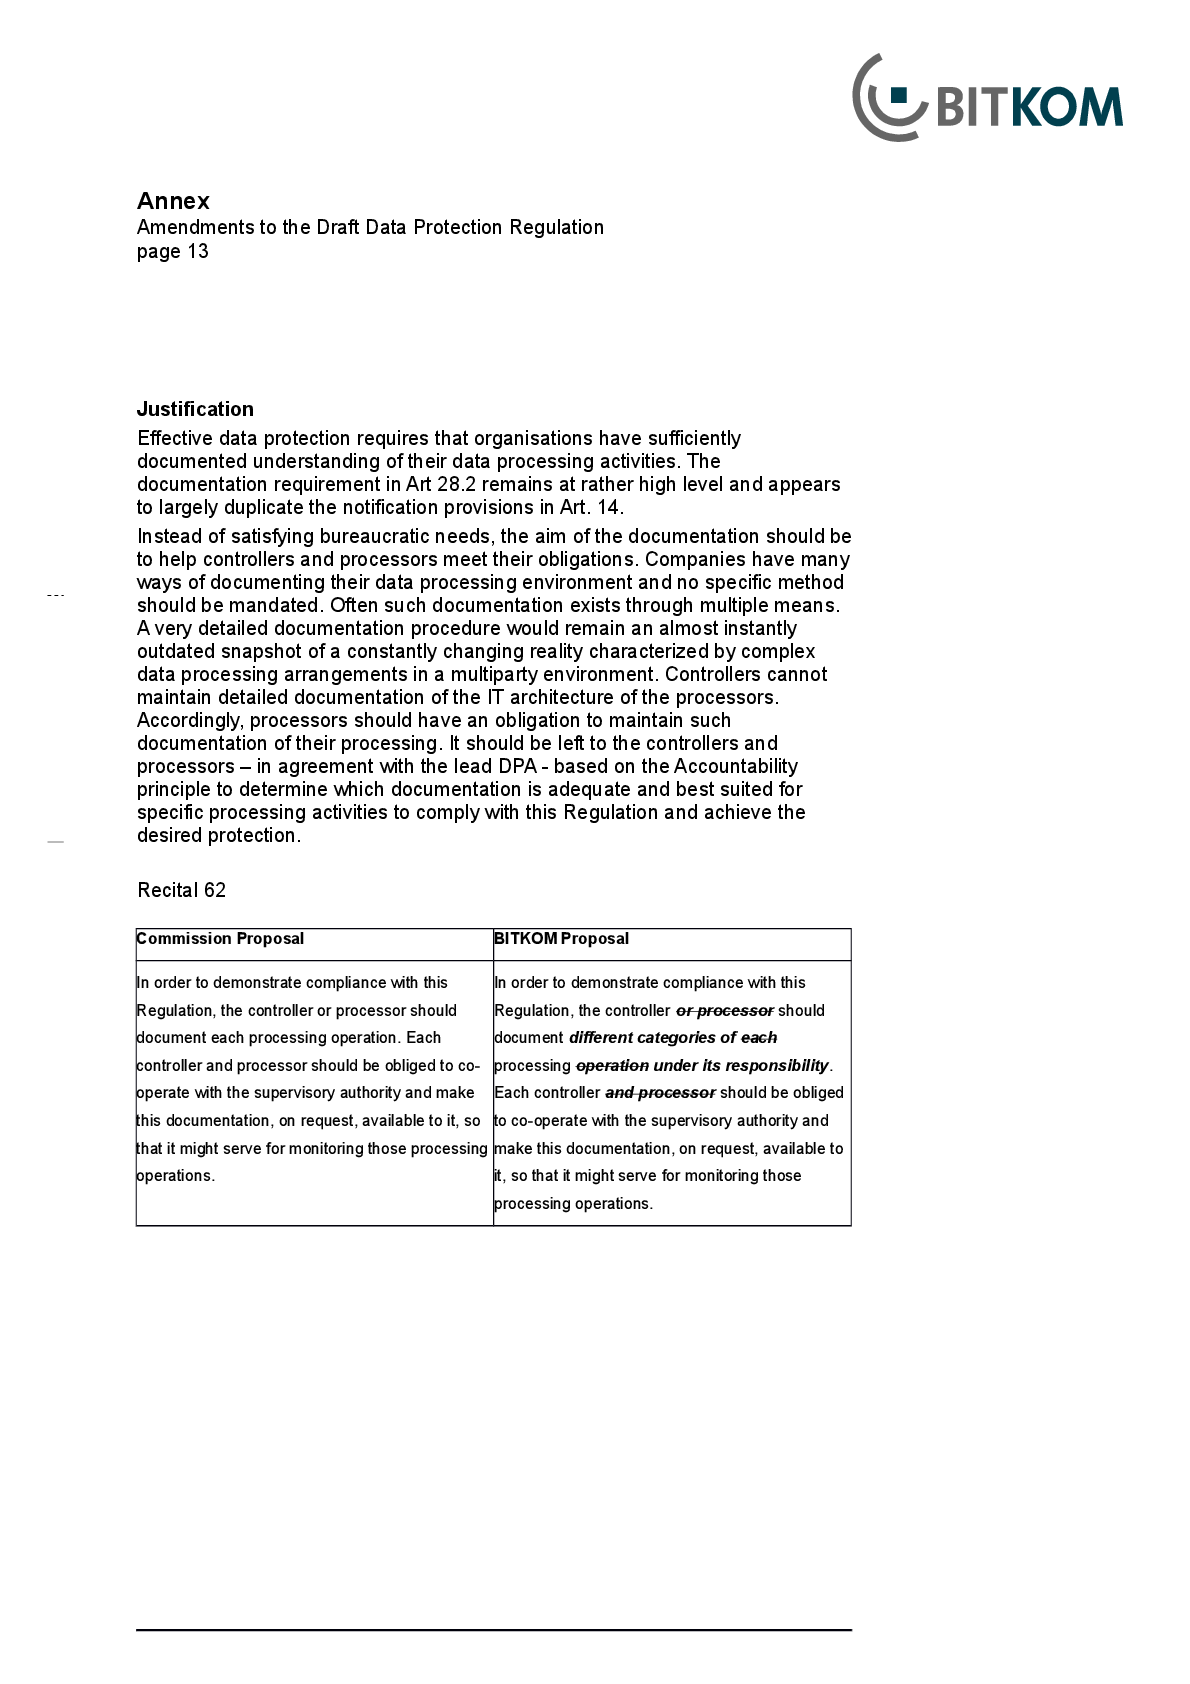 BITKOM
Annex
Amendments to the Draft Data Protection Regulation
page 13
Justification
Effective data protection requires that organisations have sufficiently
documented understanding of their data processing activities. The
documentation requirement in Art 28.2 remains at rather high level and appears
to largely duplicate the notification provisions in Art. 14.
Instead of satisfying bureaucratic needs, the aim of the documentation should be
to help controllers and processors meet their obligations. Companies have many
ways of documenting their data processing environment and no specific method
should be mandated. Often such documentation exists through multiple means.
A very detailed documentation procedure would remain an almost instantly
outdated snapshot of a constantly changing reality characterized by complex
data processing arrangements in a multiparty environment. Controllers cannot
maintain detailed documentation of the IT architecture of the processors.
Accordingly, processors should have an obligation to maintain such
documentation of their processing. It should be left to the controllers and
processors – in agreement with the lead DPA - based on the Accountability
principle to determine which documentation is adequate and best suited for
specific processing activities to comply with this Regulation and achieve the
desired protection.
Recital 62
Commission Proposal
In order to demonstrate compliance with this
Regulation, the controller or processor should
document each processing operation. Each
controller and processor should be obliged to co-
operate with the supervisory authority and make
this documentation, on request, available to it, so
that it might serve for monitoring those processing
operations.
BITKOM Proposal
In order to demonstrate compliance with this
Regulation, the controller or processor should
document different categories of each
processing operation under its responsibility.
Each controller and processor should be obliged
to co-operate with the supervisory authority and
make this documentation, on request, available to
it, so that it might serve for monitoring those
processing operations.